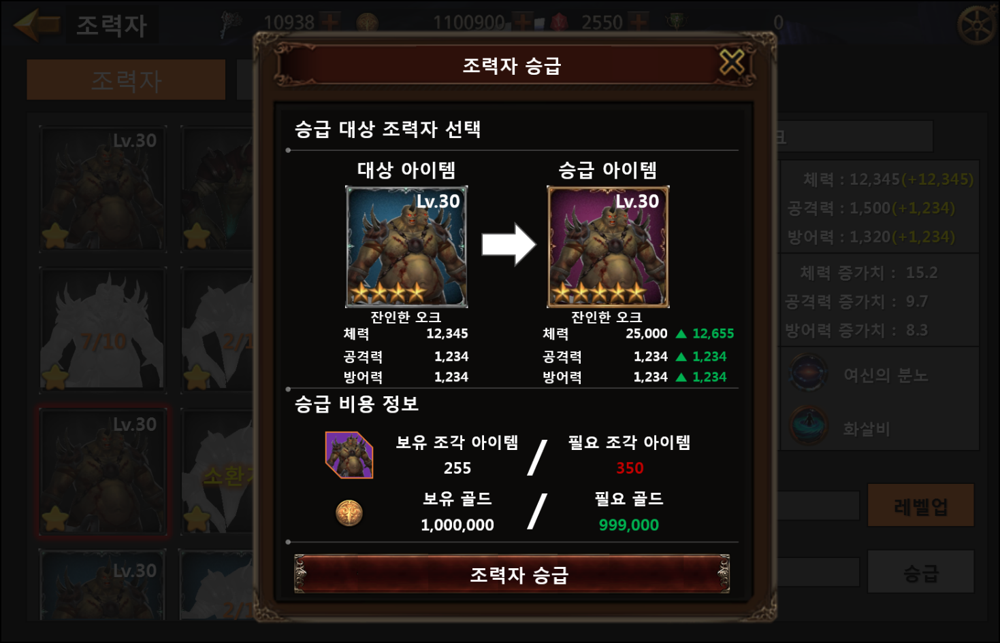 조력자
10938
1100900
2550
0
조력자 승급
조력자
승급 대상 조력자 선택
대상 아이템
승급 아이템
Lv.30
Lv.30
잔인한 오크
잔인한 오크
체력 12,345
체력 25,000 ▲ 12,655
공격력 1,234
공격력 1,234 ▲ 1,234
방어력 1,234
방어력 1,234 ▲ 1,234
승급 비용 정보
보유 조각 아이템 / 필요 조각 아이템
255
350
보유 골드 / 필요 골드
1,000,000
999,000
조력자 승급
Lv.30
7/10
Lv.30
Lv.30
크
체력 : 12,345(+12,345)
공격력 : 1,500(+1,234)
방어력 : 1,320(+1,234)
체력 증가치 : 15.2
공격력 증가치 : 9.7
방어력 증가치 : 8.3
여신의 분노
화살비
레벨업
승급